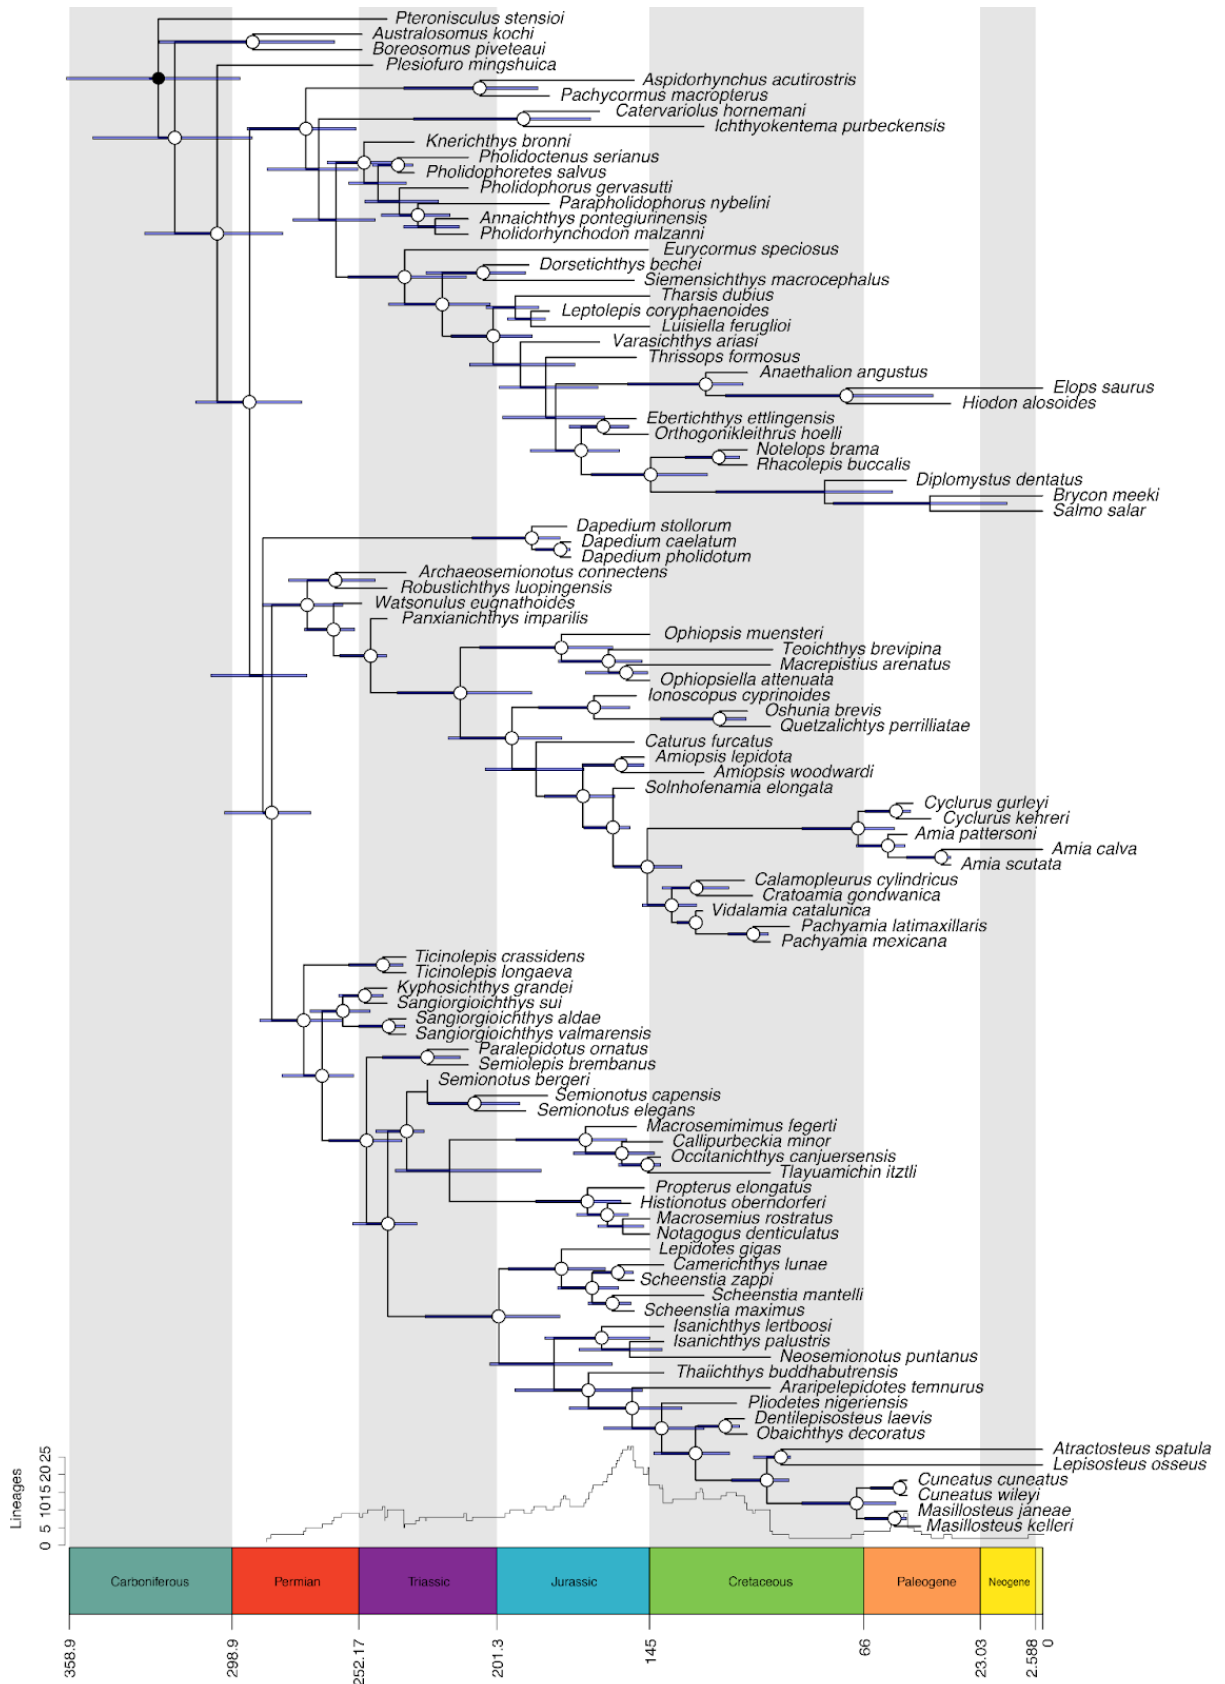 Pteronisculus stensioi
Australosomus kochi
Boreosomus piveteaui
Plesiofuro mingshuica
Aspidorhynchus acutirostris
Pachycormus macropterus
Catervariolus hornemani
Ichthyokentema purbeckensis
Knerichthys bronni
Pholidoctenus serianus
Pholidophoretes salvus
Pholidophorus gervasutti
Parapholidophorus nybelini
Annaichthys pontegiurinensis
Pholidorhynchodon malzanni
Eurycormus speciosus
Dorsetichthys bechei
Siemensichthys macrocephalus
Tharsis dubius
Leptolepis coryphaenoides
Luisiella feruglioi
Varasichthys ariasi
Thrissops formosus
Anaethalion angustus
Elops saurus
Hiodon alosoides
Ebertichthys ettlingensis
Orthogonikleithrus hoelli
Notelops brama
Rhacolepis buccalis
Diplomystus dentatus
Brycon meeki
Salmo salar
Dapedium stollorum
Dapedium caelatum
Dapedium pholidotum
Archaeosemionotus connectens
Robustichthys luopingensis
Watsonulus eugnathoides
Panxianichthys imparilis
Ophiopsis muensteri
Teoichthys brevipina
Macrepistius arenatus
Ophiopsiella attenuata
Ionoscopus cyprinoides
Oshunia brevis
Quetzalichtys perrilliatae
Caturus furcatus
Amiopsis lepidota
Amiopsis woodwardi
Solnhofenamia elongata
Cyclurus gurleyi
Cyclurus kehreri
Amia pattersoni
Amia calva
Amia scutata
Calamopleurus cylindricus
Cratoamia gondwanica
Vidalamia catalunica
Pachyamia latimaxillaris
Pachyamia mexicana
Ticinolepis crassidens
Ticinolepis longaeva
Kyphosichthys grandei
Sangiorgioichthys sui
Sangiorgioichthys aldae
Sangiorgioichthys valmarensis
Paralepidotus ornatus
Semiolepis brembanus
Semionotus bergeri
Semionotus capensis
Semionotus elegans
Macrosemimimus fegerti
Callipurbeckia minor
Occitanichthys canjuersensis
Tlayuamichin itztli
Propterus elongatus
Histionotus oberndorferi
Macrosemius rostratus
Notagogus denticulatus
Lepidotes gigas
Camerichthys lunae
Scheenstia zappi
Scheenstia mantelli
Scheenstia maximus
Isanichthys lertboosi
Isanichthys palustris
Neosemionotus puntanus
Thaiichthys buddhabutrensis
Araripelepidotes temnurus
Pliodetes nigeriensis
Dentilepisosteus laevis
Obaichthys decoratus
Atractosteus spatula
Lepisosteus osseus
Cuneatus cuneatus
Cuneatus wileyi
Masillosteus janeae
Masillosteus kelleri
Lineages
0 5 10 15 20 25
Carboniferous Permian Triassic Jurassic Cretaceous Paleogene Neogene
358.9 298.9 252.17 201.3 145 66 23.03 2.588 0